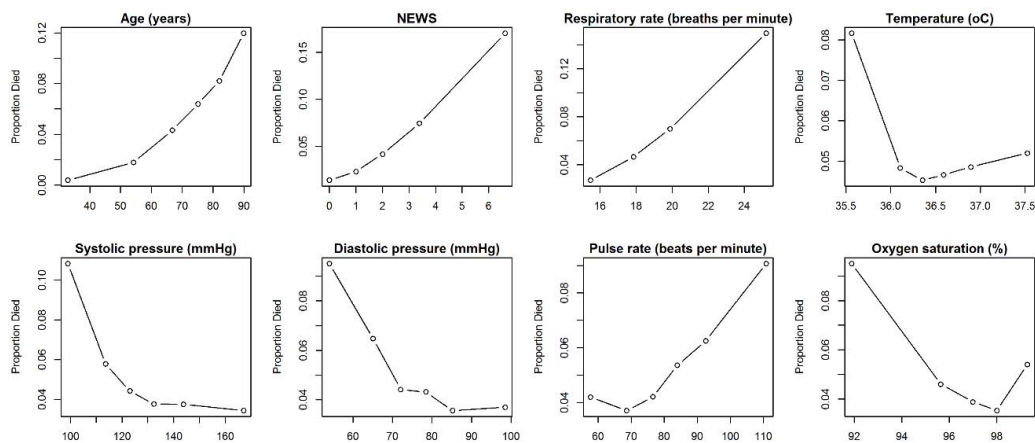 Age (years)
Proportion Died
0.00 0.04 0.08 0.12
40 50 60 70 80 90
NEWS
Proportion Died
0.05 0.10 0.15
0 1 2 3 4 5 6
Respiratory rate (breaths per minute)
Proportion Died
0.04 0.08 0.12
16 18 20 22 24
Temperature (oC)
Proportion Died
0.05 0.06 0.07 0.08
35.5 36.0 36.5 37.0 37.5
Systolic pressure (mmHg)
Proportion Died
0.04 0.06 0.08 0.10
100 120 140 160
Diastolic pressure (mmHg)
Proportion Died
0.04 0.06 0.08
60 70 80 90 100
Pulse rate (beats per minute)
Proportion Died
0.04 0.06 0.08
60 70 80 90 100 110
Oxygen saturation (%)
Proportion Died
0.04 0.06 0.08
92 94 96 98